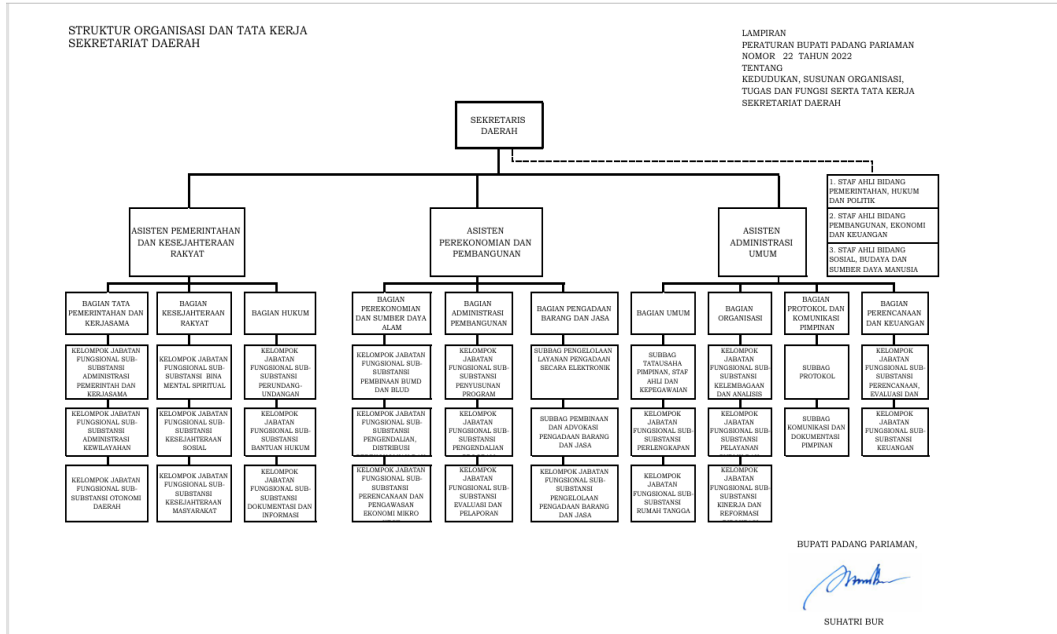 STRUKTUR ORGANISASI DAN TATA KERJA
SEKRETARIAT DAERAH
LAMPIRAN
PERATURAN BUPATI PADANG PARIAMAN
NOMOR 22 TAHUN 2022
TENTANG
KEDUDUKAN, SUSUNAN ORGANISASI,
TUGAS DAN FUNGSI SERTA TATA KERJA
SEKRETARIAT DAERAH
SEKRETARIS
DAERAH
1. STAF AHLI BIDANG
PEMERINTAHAN, HUKUM
DAN POLITIK
2. STAF AHLI BIDANG
PEMBANGUNAN, EKONOMI
DAN KEUANGAN
3. STAF AHLI BIDANG
SOSIAL, BUDAYA DAN
SUMBER DAYA MANUSIA
ASISTEN PEMERINTAHAN
DAN KESEJAHTERAAN
RAKYAT
ASISTEN
PEREKONOMIAN DAN
PEMBANGUNAN
ASISTEN
ADMINISTRASI
UMUM
BAGIAN TATA
PEMERINTAHAN DAN
KERJASAMA
BAGIAN
KESEJAHTERAAN
RAKYAT
BAGIAN HUKUM
BAGIAN
PEREKONOMIAN
DAN SUMBER DAYA
ALAM
BAGIAN
ADMINISTRASI
PEMBANGUNAN
BAGIAN PENGADAAN
BARANG DAN JASA
BAGIAN UMUM
BAGIAN
ORGANISASI
BAGIAN
PROTOKOL DAN
KOMUNIKASI
PIMPINAN
BAGIAN
PERENCANAAN
DAN KEUANGAN
KELOMPOK JABATAN
FUNGSIONAL SUB-
SUBSTANSI
ADMINISTRASI
PEMERINTAH DAN
KERJASAMA
KELOMPOK JABATAN
FUNGSIONAL SUB-
SUBSTANSI BINA
MENTAL SPIRITUAL
KELOMPOK
JABATAN
FUNGSIONAL SUB-
SUBSTANSI
PERUNDANG-
UNDANGAN
KELOMPOK JABATAN
FUNGSIONAL SUB-
SUBSTANSI
PEMBINAAN BUMD
DAN BLUD
KELOMPOK
JABATAN
FUNGSIONAL SUB-
SUBSTANSI
PENYUSUNAN
PROGRAM
SUBBAG PENGELOLAAN
LAYANAN PENGADAAN
SECARA ELEKTRONIK
SUBBAG
TATAUSAHA
PIMPINAN, STAF
AHLI DAN
KEPEGAWAIAN
KELOMPOK
JABATAN
FUNGSIONAL SUB-
SUBSTANSI
KELEMBAGAAN
DAN ANALISIS
SUBBAG
PROTOKOL
KELOMPOK
JABATAN
FUNGSIONAL SUB-
SUBSTANSI
PERENCANAAN,
EVALUASI DAN
KELOMPOK JABATAN
FUNGSIONAL SUB-
SUBSTANSI
ADMINISTRASI
KEWILAYAHAN
KELOMPOK JABATAN
FUNGSIONAL SUB-
SUBSTANSI
KESEJAHTERAAN
SOSIAL
KELOMPOK
JABATAN
FUNGSIONAL SUB-
SUBSTANSI
BANTUAN HUKUM
KELOMPOK JABATAN
FUNGSIONAL SUB-
SUBSTANSI
PENGENDALIAN,
DISTRIBUSI
KELOMPOK
JABATAN
FUNGSIONAL SUB-
SUBSTANSI
PENGENDALIAN
SUBBAG PEMBINAAN
DAN ADVOKASI
PENGADAAN BARANG
DAN JASA
KELOMPOK
JABATAN
FUNGSIONAL SUB-
SUBSTANSI
PERLENGKAPAN
KELOMPOK
JABATAN
FUNGSIONAL SUB-
SUBSTANSI
PELAYANAN
SUBBAG
KOMUNIKASI DAN
DOKUMENTASI
PIMPINAN
KELOMPOK
JABATAN
FUNGSIONAL SUB-
SUBSTANSI
KEUANGAN
KELOMPOK JABATAN
FUNGSIONAL SUB-
SUBSTANSI OTONOMI
DAERAH
KELOMPOK JABATAN
FUNGSIONAL SUB-
SUBSTANSI
KESEJAHTERAAN
MASYARAKAT
KELOMPOK
JABATAN
FUNGSIONAL SUB-
SUBSTANSI
DOKUMENTASI DAN
INFORMASI
KELOMPOK JABATAN
FUNGSIONAL SUB-
SUBSTANSI
PERENCANAAN DAN
PENGAWASAN
EKONOMI MIKRO
KELOMPOK
JABATAN
FUNGSIONAL SUB-
SUBSTANSI
EVALUASI DAN
PELAPORAN
KELOMPOK JABATAN
FUNGSIONAL SUB-
SUBSTANSI
PENGELOLAAN
PENGADAAN BARANG
DAN JASA
KELOMPOK
JABATAN
FUNGSIONAL SUB-
SUBSTANSI
RUMAH TANGGA
KELOMPOK
JABATAN
FUNGSIONAL SUB-
SUBSTANSI
KINERJA DAN
REFORMASI
BUPATI PADANG PARIAMAN,
SUHATRI BUR